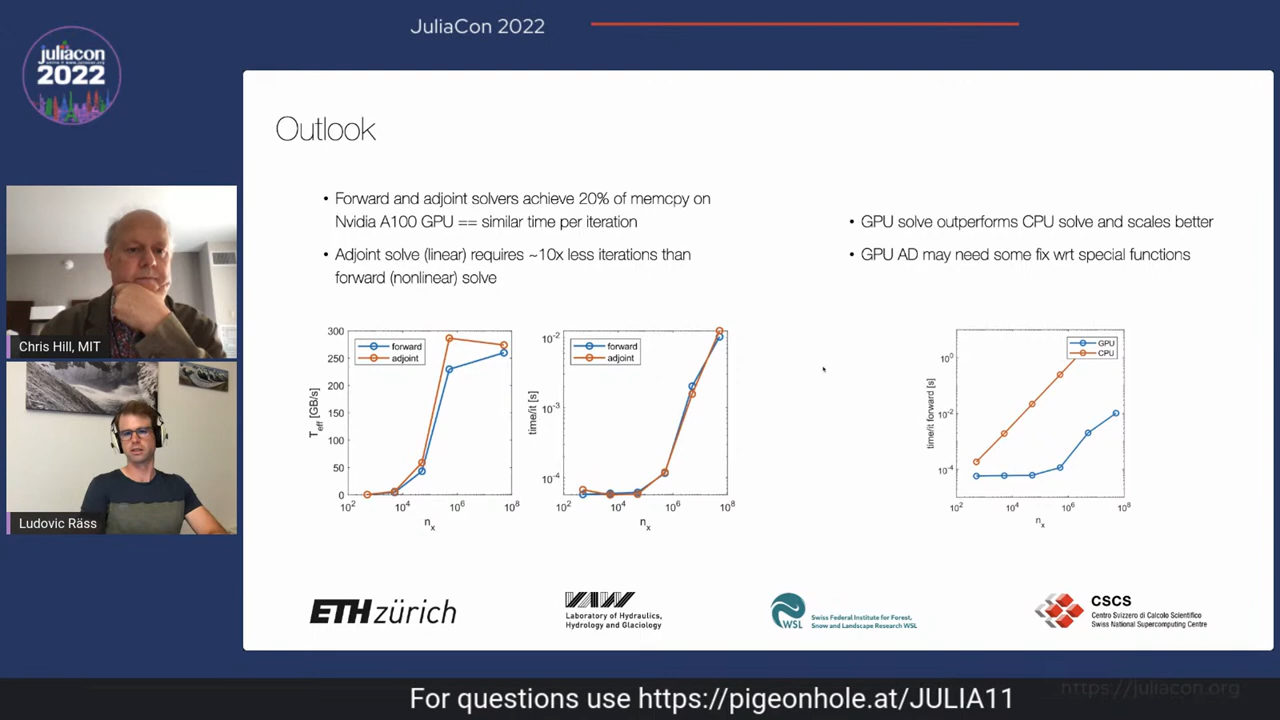 JuliaCon 2022
juliacon
2022
Outlook
• Forward and adjoint solvers achieve 20% of memcpy on
Nvidia A100 GPU == similar time per iteration
• Adjoint solve (linear) requires ~10x less iterations than
forward (nonlinear) solve
• GPU solve outperforms CPU solve and scales better
• GPU AD may need some fix wrt special functions
Chris Hill, MIT
Ludovic Räss
300
250
200
150
100
50
0
T_eff [GB/s]
forward
adjoint
10^2 10^4 10^6 10^8
n_x
10^-2
10^-3
10^-4
time/it [s]
forward
adjoint
10^2 10^4 10^6 10^8
n_x
10^0
10^-2
10^-4
time/it forward [s]
GPU
CPU
10^2 10^4 10^6 10^8
n_x
ETH zürich
VAW
Laboratory of Hydraulics,
Hydrology and Glaciology
WSL
Swiss Federal Institute for Forest,
Snow and Landscape Research WSL
CSCS
Centro Svizzero di Calcolo Scientifico
Swiss National Supercomputing Centre
For questions use https://pigeonhole.at/JULIA11
https://juliacon.org